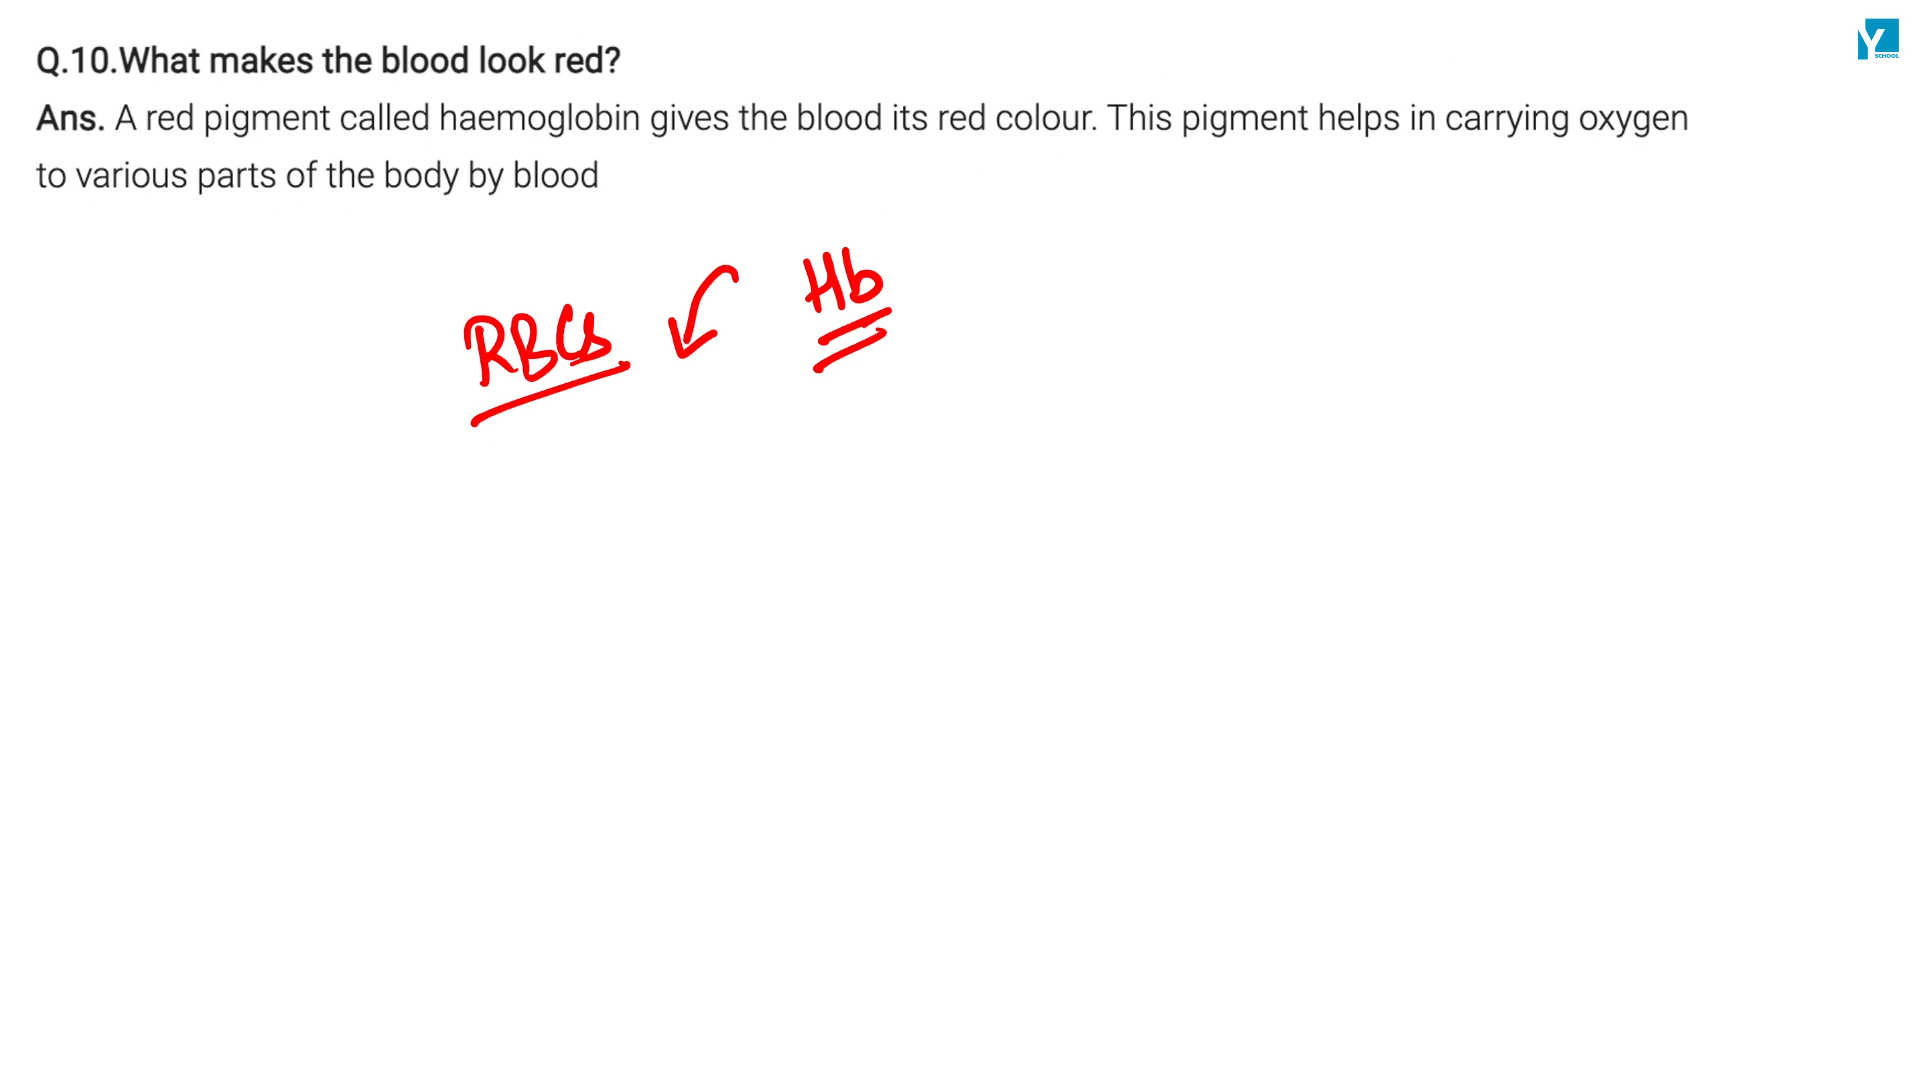 Q.10.What makes the blood look red?
Ans. A red pigment called haemoglobin gives the blood its red colour. This pigment helps in carrying oxygen
to various parts of the body by blood
Hb
RBCs
Y
SCHOOL